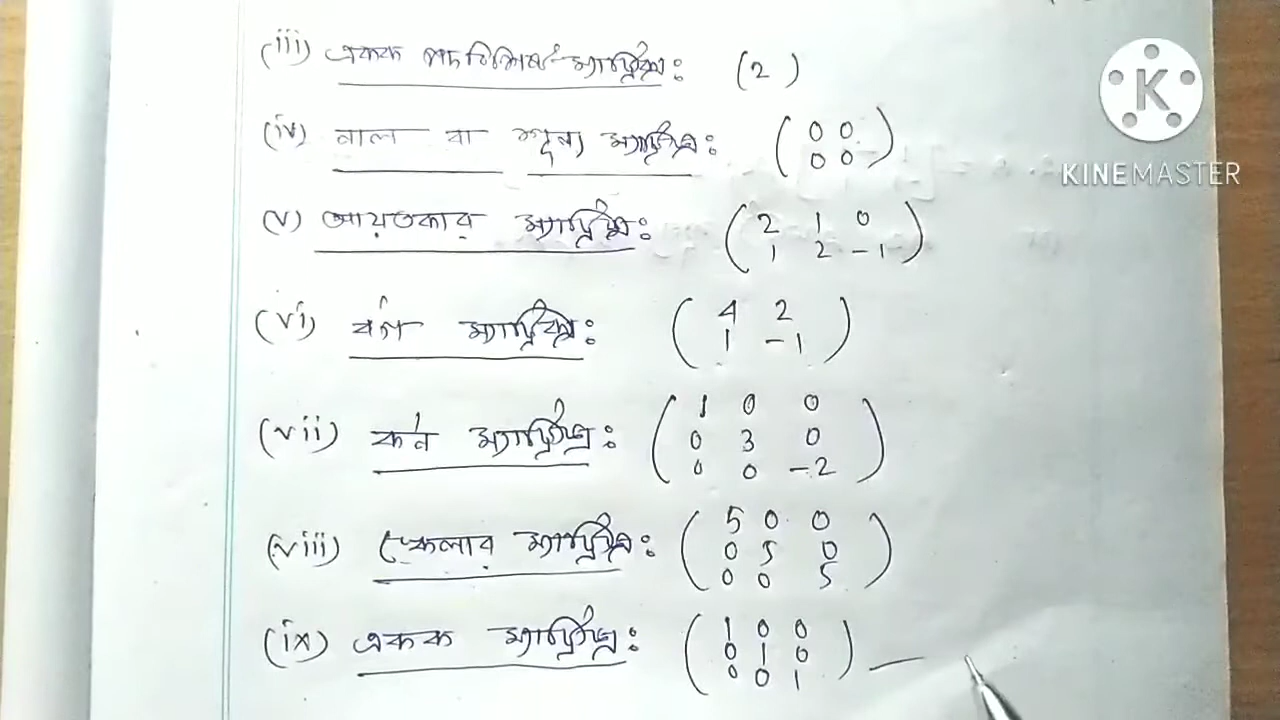 (iii) একক পদবিশিষ্ট ম্যাট্রিক্সঃ (2)
(iv) নাল বা শূন্য ম্যাট্রিক্সঃ (0 0
0 0)
KINEMASTER
(v) আয়তকার ম্যাট্রিক্সঃ (2 1 0
1 2 -1)
(vi) বর্গ ম্যাট্রিক্সঃ (4 2
1 -1)
(vii) কর্ন ম্যাট্রিক্সঃ (1 0 0
0 3 0
0 0 -2)
(viii) স্কেলার ম্যাট্রিক্সঃ (5 0 0
0 5 0
0 0 5)
(ix) একক ম্যাট্রিক্সঃ (1 0 0
0 1 0
0 0 1) —